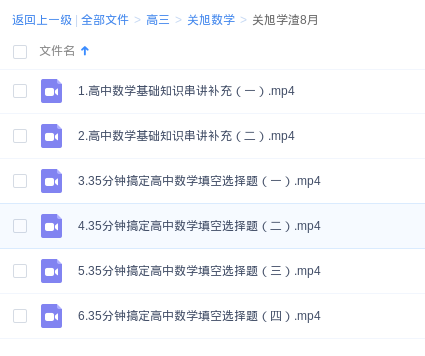 返回上一级 | 全部文件 > 高三 > 关旭数学 > 关旭学渣8月
文件名
1.高中数学基础知识串讲补充（一）.mp4
2.高中数学基础知识串讲补充（二）.mp4
3.35分钟搞定高中数学填空选择题（一）.mp4
4.35分钟搞定高中数学填空选择题（二）.mp4
5.35分钟搞定高中数学填空选择题（三）.mp4
6.35分钟搞定高中数学填空选择题（四）.mp4